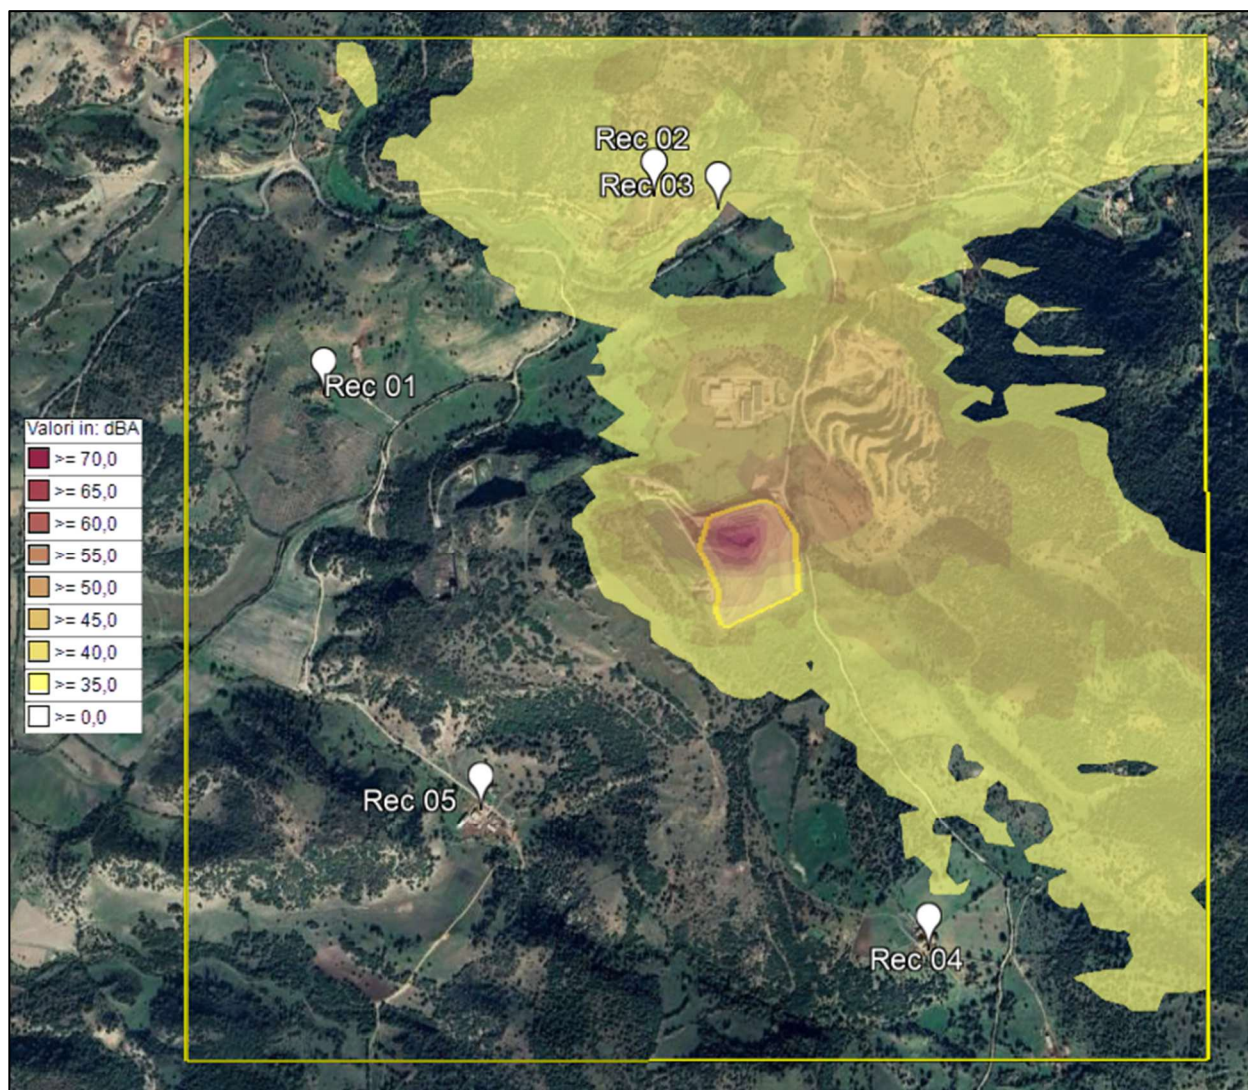 Rec 02
Rec 03
Rec 01
Valori in: dBA
>= 70,0
>= 65,0
>= 60,0
>= 55,0
>= 50,0
>= 45,0
>= 40,0
>= 35,0
>= 0,0
Rec 05
Rec 04